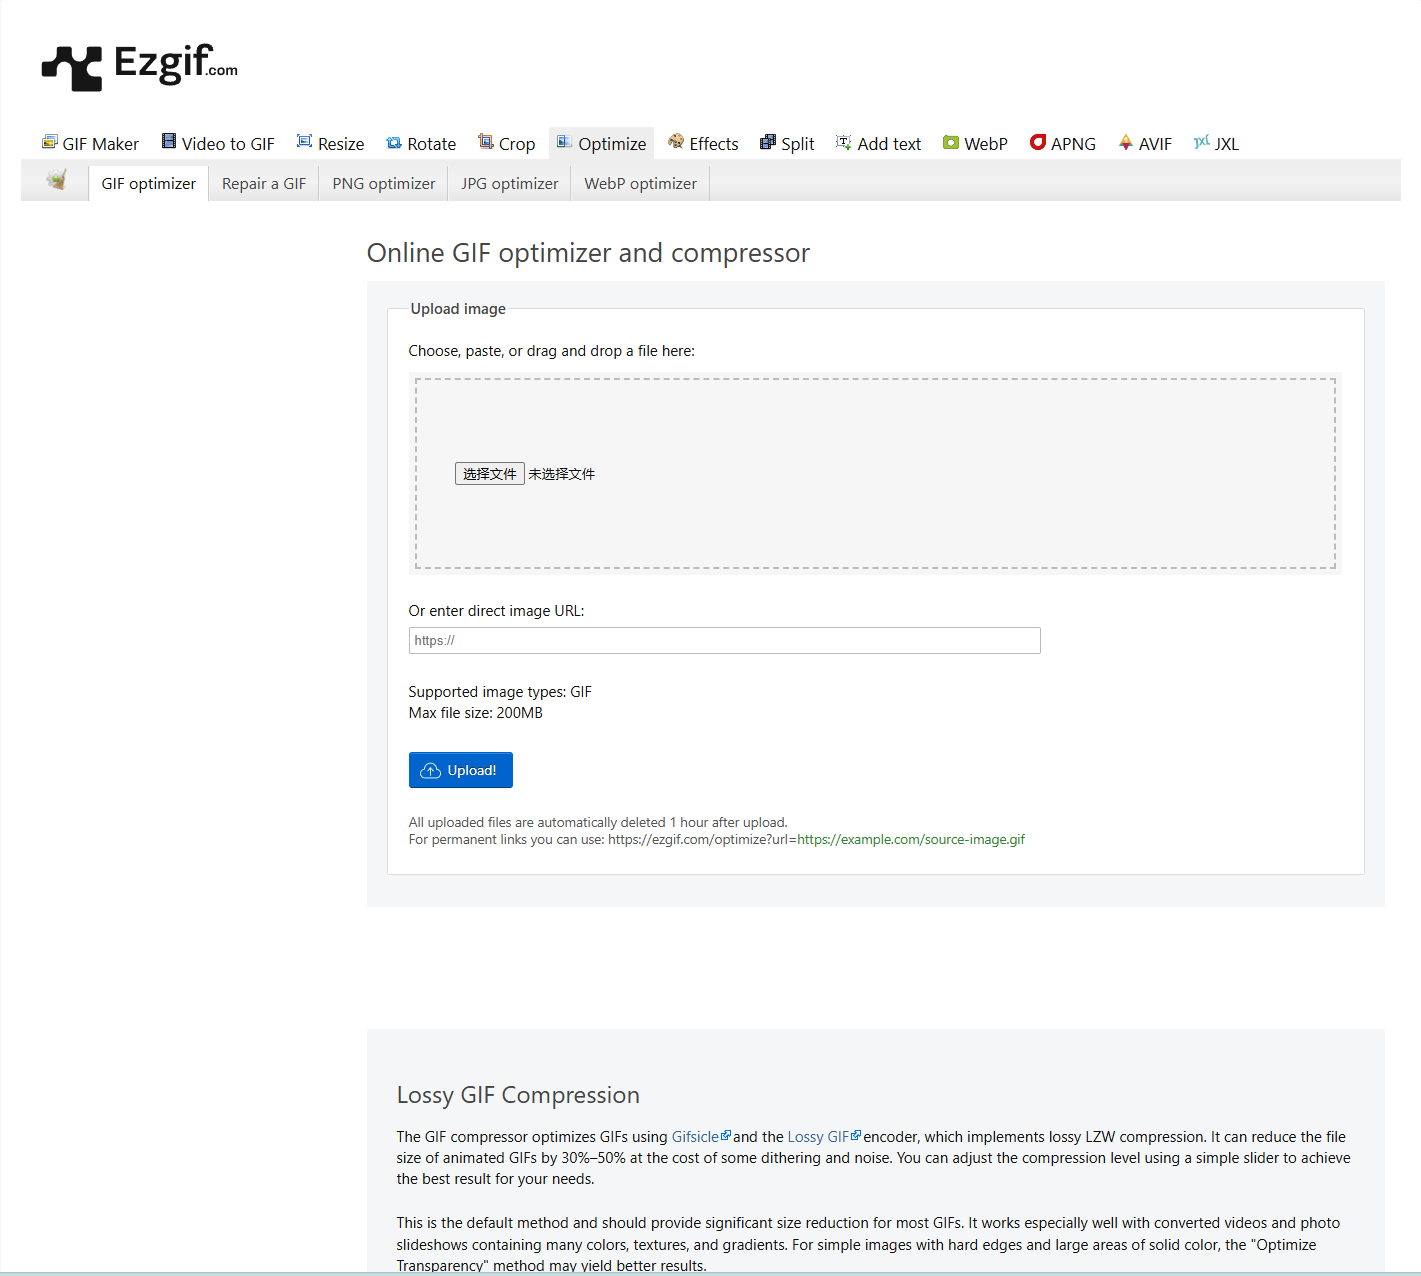 Ezgif.com
GIF Maker Video to GIF Resize Rotate Crop Optimize Effects Split Add text WebP APNG AVIF JXL
GIF optimizer Repair a GIF PNG optimizer JPG optimizer WebP optimizer
Online GIF optimizer and compressor
Upload image
Choose, paste, or drag and drop a file here:
选择文件 未选择文件
Or enter direct image URL:
https://
Supported image types: GIF
Max file size: 200MB
Upload!
All uploaded files are automatically deleted 1 hour after upload.
For permanent links you can use: https://ezgif.com/optimize?url=https://example.com/source-image.gif
Lossy GIF Compression
The GIF compressor optimizes GIFs using Gifsicle and the Lossy GIF encoder, which implements lossy LZW compression. It can reduce the file
size of animated GIFs by 30%–50% at the cost of some dithering and noise. You can adjust the compression level using a simple slider to achieve
the best result for your needs.
This is the default method and should provide significant size reduction for most GIFs. It works especially well with converted videos and photo
slideshows containing many colors, textures, and gradients. For simple images with hard edges and large areas of solid color, the "Optimize
Transparency" method may yield better results.